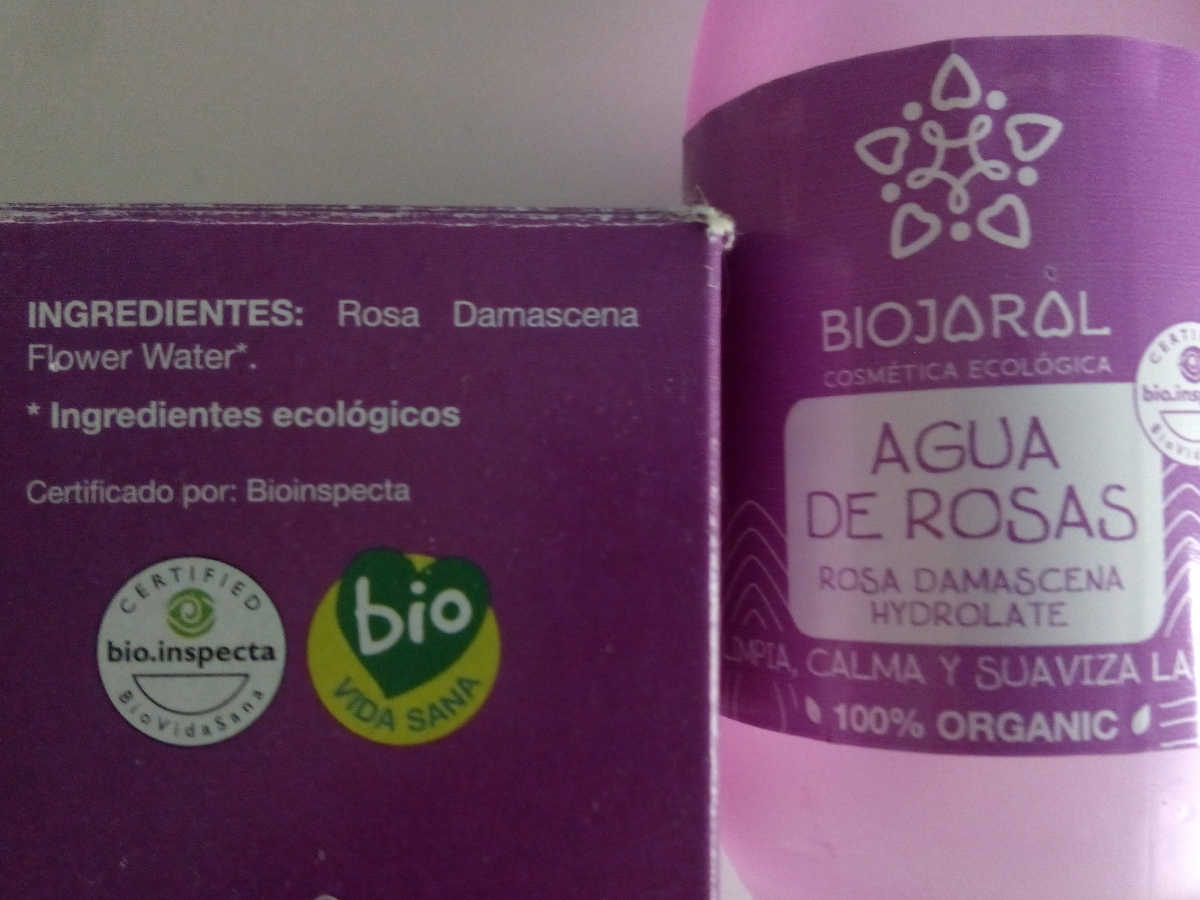 INGREDIENTES: Rosa Damascena
Flower Water*.
* Ingredientes ecológicos
Certificado por: Bioinspecta
CERTIFIED
bio.inspecta
BioVidaSana
bio
VIDA SANA
BIOJARAL
COSMÉTICA ECOLÓGICA
AGUA
DE ROSAS
ROSA DAMASCENA
HYDROLATE
LIMPIA, CALMA Y SUAVIZA LA
100% ORGANIC